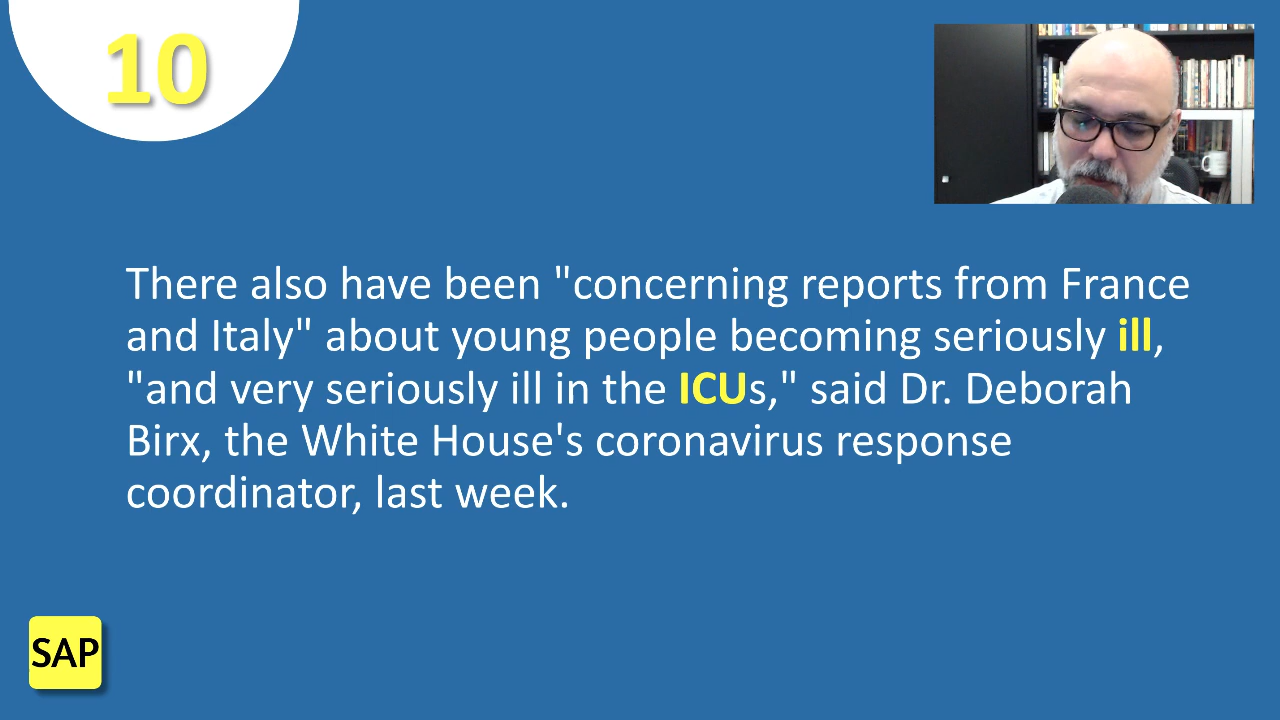 10
There also have been "concerning reports from France
and Italy" about young people becoming seriously ill,
"and very seriously ill in the ICUs," said Dr. Deborah
Birx, the White House's coronavirus response
coordinator, last week.
SAP